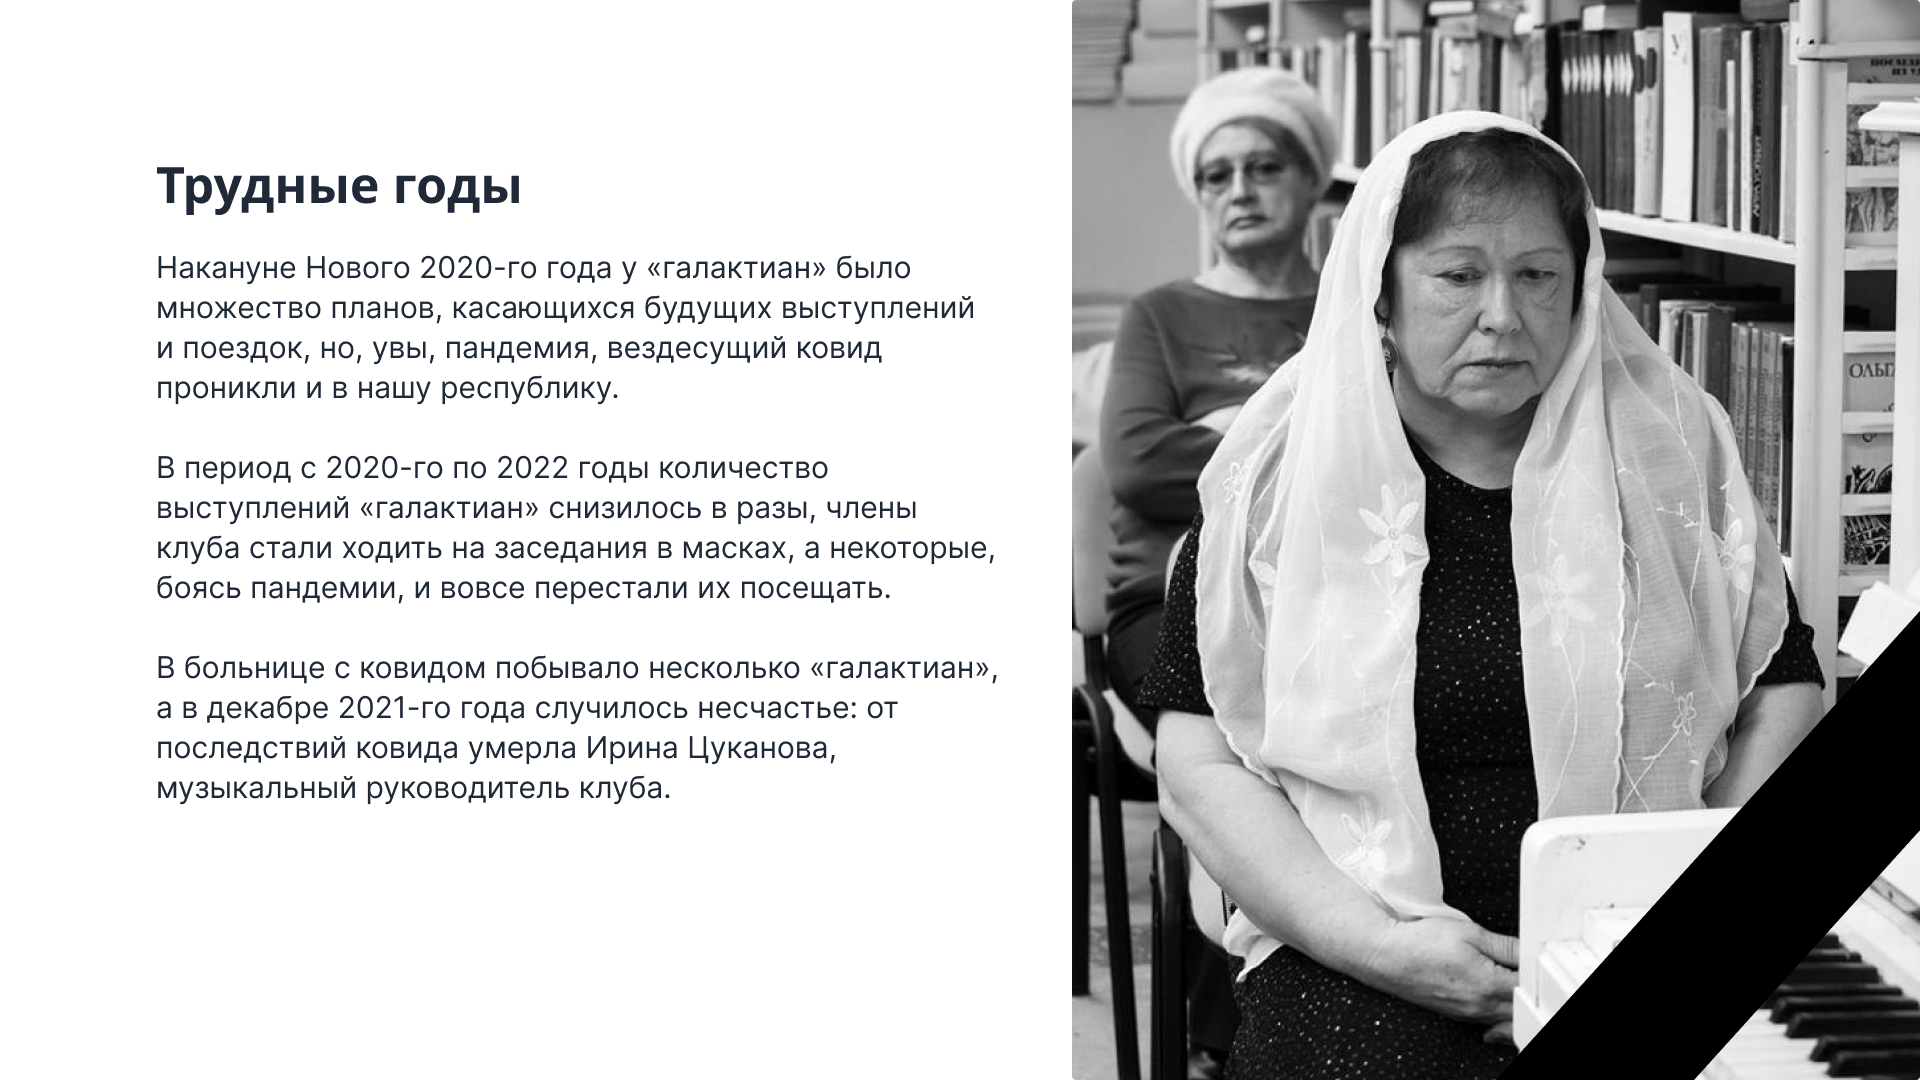 Трудные годы
Накануне Нового 2020-го года у «галактиан» было
множество планов, касающихся будущих выступлений
и поездок, но, увы, пандемия, вездесущий ковид
проникли и в нашу республику.
В период с 2020-го по 2022 годы количество
выступлений «галактиан» снизилось в разы, члены
клуба стали ходить на заседания в масках, а некоторые,
боясь пандемии, и вовсе перестали их посещать.
В больнице с ковидом побывало несколько «галактиан»,
а в декабре 2021-го года случилось несчастье: от
последствий ковида умерла Ирина Цуканова,
музыкальный руководитель клуба.